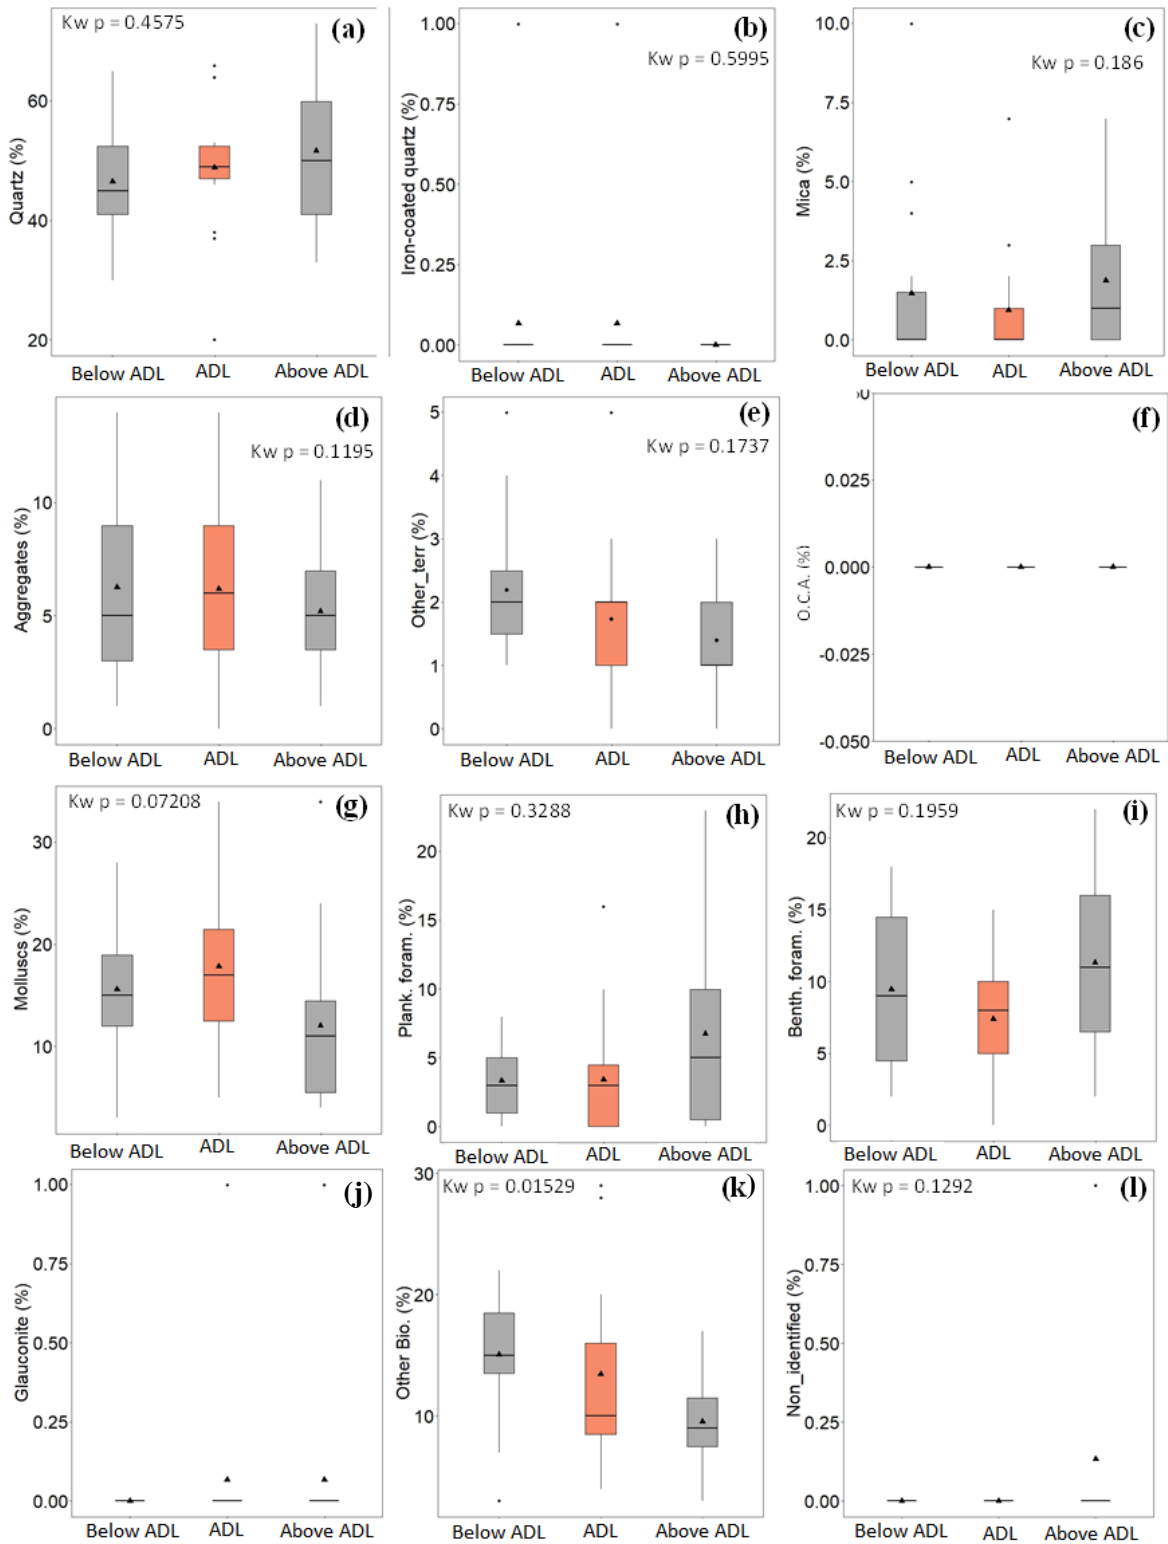 Kw p = 0.4575
(a)
Quartz (%)
60
40
20
Below ADL
ADL
Above ADL
(b)
Kw p = 0.5995
Iron-coated quartz (%)
1.00
0.75
0.50
0.25
0.00
Below ADL
ADL
Above ADL
(c)
Kw p = 0.186
Mica (%)
10.0
7.5
5.0
2.5
0.0
Below ADL
ADL
Above ADL
(d)
Kw p = 0.1195
Aggregates (%)
10
5
0
Below ADL
ADL
Above ADL
(e)
Kw p = 0.1737
Other_terr (%)
5
4
3
2
1
0
Below ADL
ADL
Above ADL
(f)
O.C.A. (%)
0.025
0.000
-0.025
-0.050
Below ADL
ADL
Above ADL
Kw p = 0.07208
(g)
Molluscs (%)
30
20
10
Below ADL
ADL
Above ADL
Kw p = 0.3288
(h)
Plank. foram. (%)
20
15
10
5
0
Below ADL
ADL
Above ADL
Kw p = 0.1959
(i)
Benth. foram. (%)
20
15
10
5
0
Below ADL
ADL
Above ADL
(j)
Glauconite (%)
1.00
0.75
0.50
0.25
0.00
Below ADL
ADL
Above ADL
Kw p = 0.01529
(k)
Other Bio. (%)
30
20
10
Below ADL
ADL
Above ADL
Kw p = 0.1292
(l)
Non_identified (%)
1.00
0.75
0.50
0.25
0.00
Below ADL
ADL
Above ADL